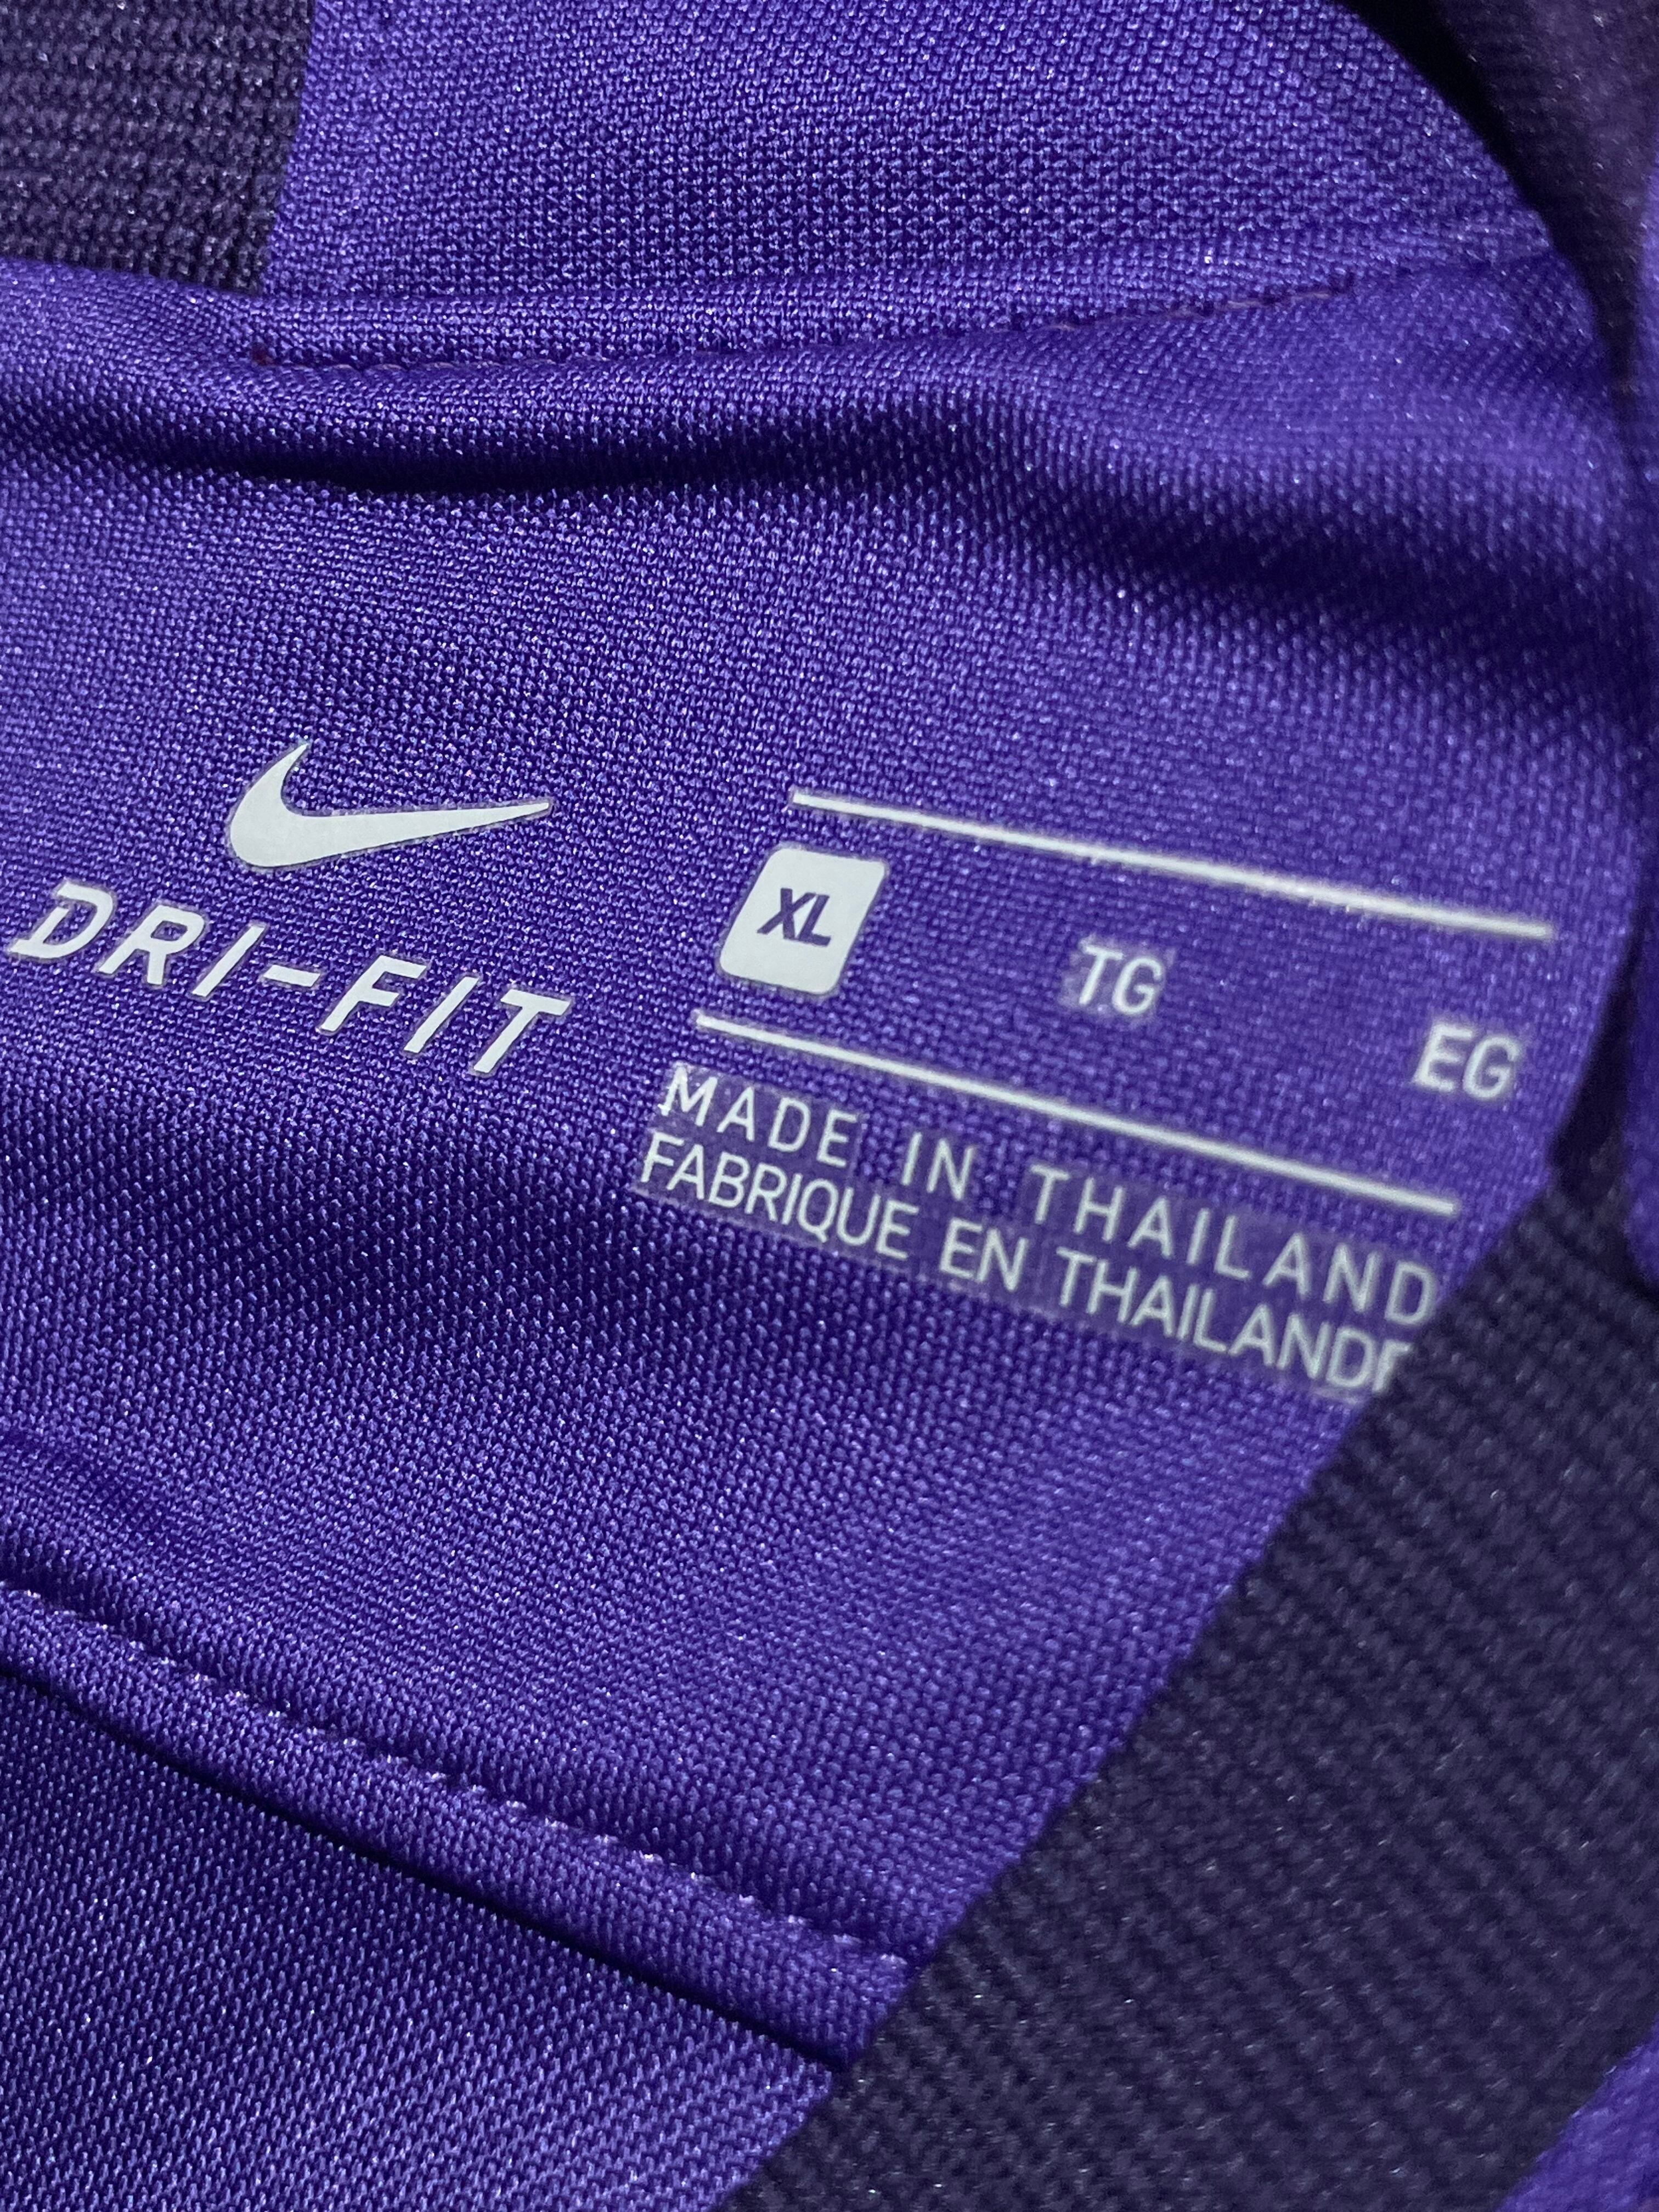 DRI-FIT
XL TG EG
MADE IN THAILAND
FABRIQUE EN THAILANDE